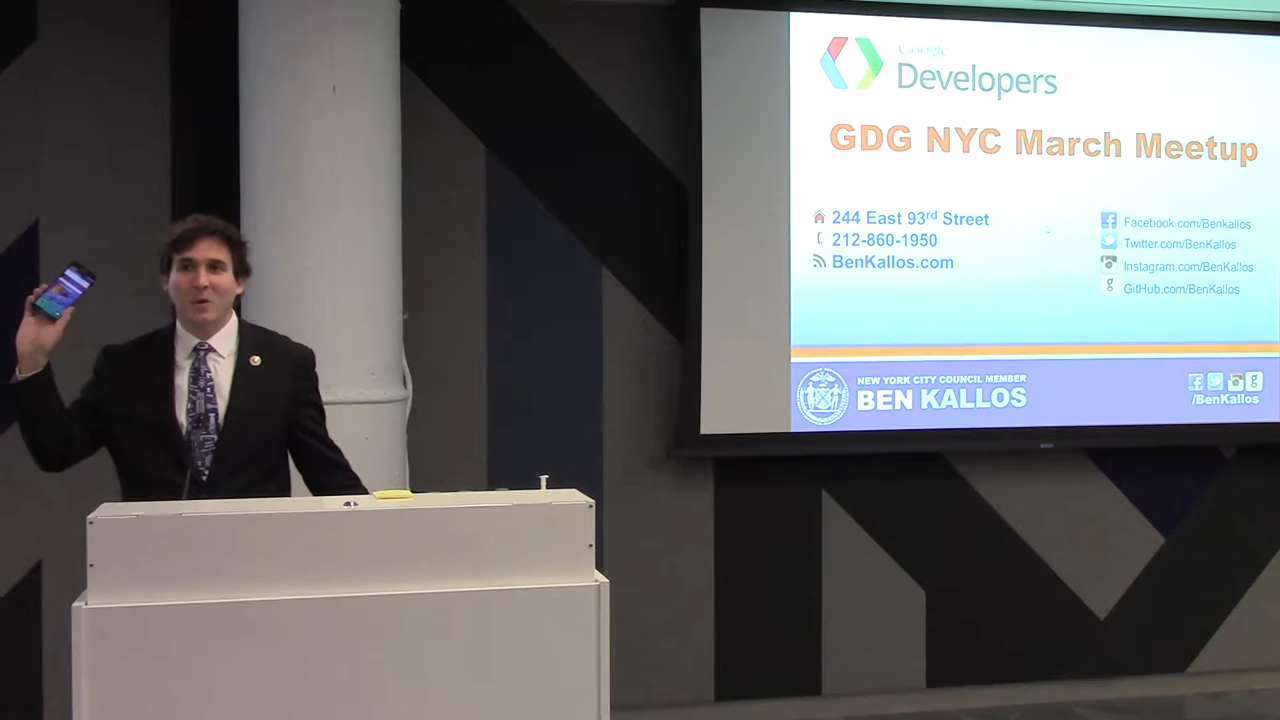 Google
Developers
GDG NYC March Meetup
244 East 93rd Street
212-860-1950
BenKallos.com
Facebook.com/Benkallos
Twitter.com/BenKallos
Instagram.com/BenKallos
GitHub.com/BenKallos
NEW YORK CITY COUNCIL MEMBER
BEN KALLOS
/BenKallos